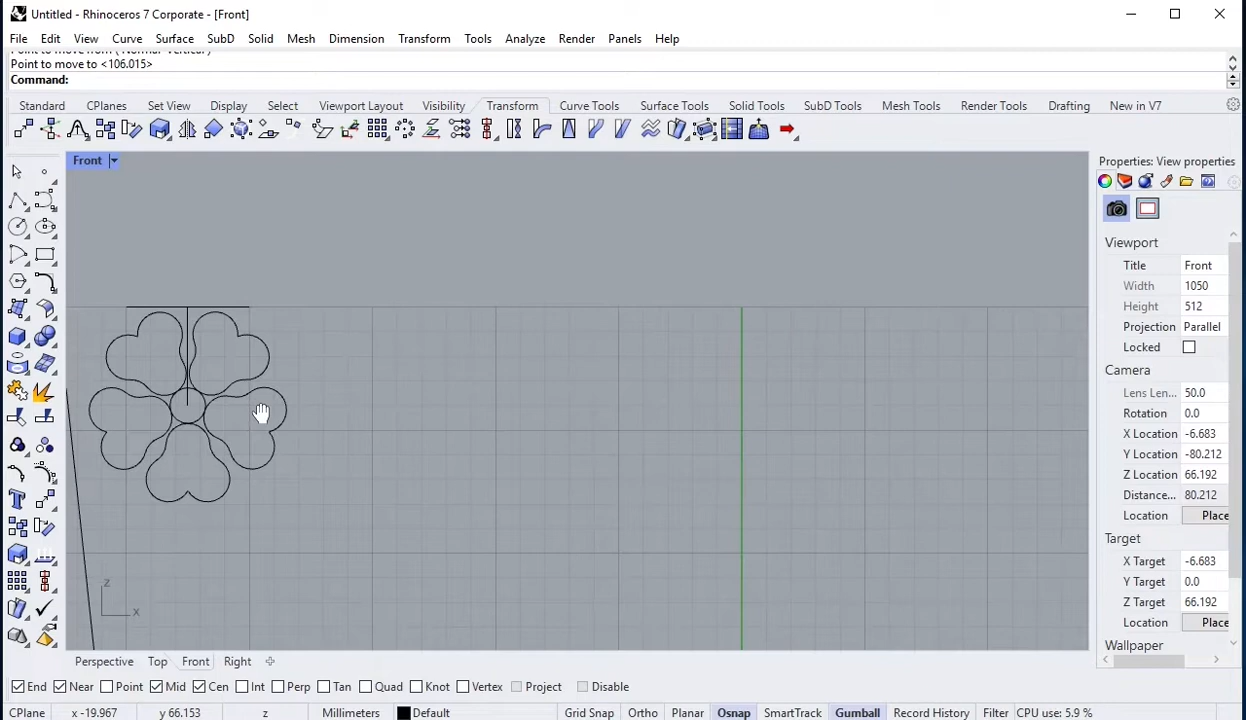 Untitled - Rhinoceros 7 Corporate - [Front]
File Edit View Curve Surface SubD Solid Mesh Dimension Transform Tools Analyze Render Panels Help
Point to move from ( Normal Vertical )
Point to move to <106.015>
Command:
Standard CPlanes Set View Display Select Viewport Layout Visibility Transform Curve Tools Surface Tools Solid Tools SubD Tools Mesh Tools Render Tools Drafting New in V7
Front
Properties: View properties
Viewport
Title Front
Width 1050
Height 512
Projection Parallel
Locked
Camera
Lens Len... 50.0
Rotation 0.0
X Location -6.683
Y Location -80.212
Z Location 66.192
Distance... 80.212
Location Place
Target
X Target -6.683
Y Target 0.0
Z Target 66.192
Location Place
Wallpaper
z
x
Perspective Top Front Right
End Near Point Mid Cen Int Perp Tan Quad Knot Vertex Project Disable
CPlane x -19.967 y 66.153 z Millimeters Default Grid Snap Ortho Planar Osnap SmartTrack Gumball Record History Filter CPU use: 5.9 %